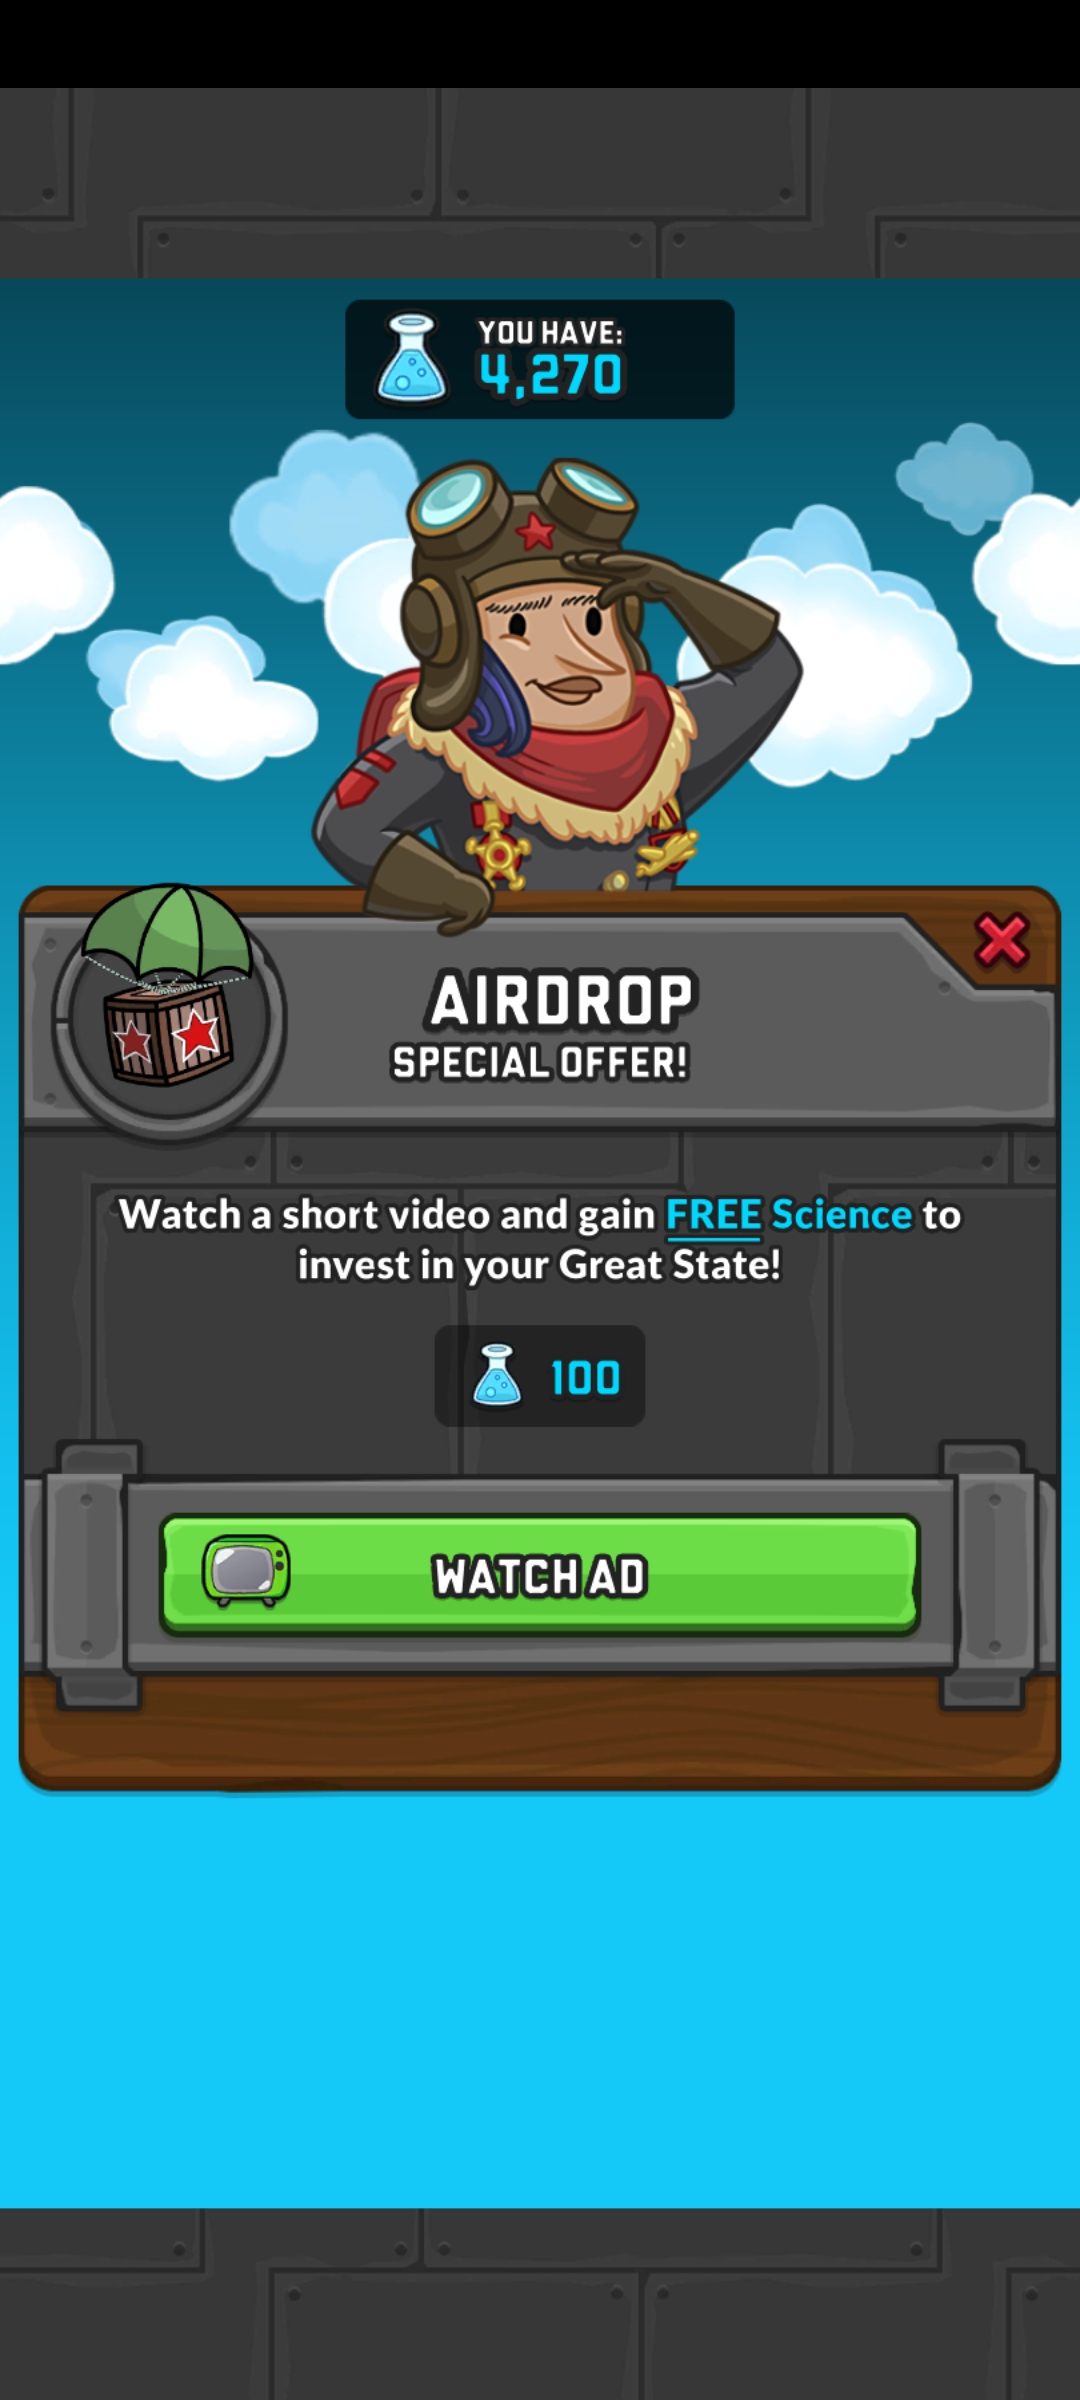 YOU HAVE:
4,270
AIRDROP
SPECIAL OFFER!
Watch a short video and gain FREE Science to
invest in your Great State!
100
WATCH AD